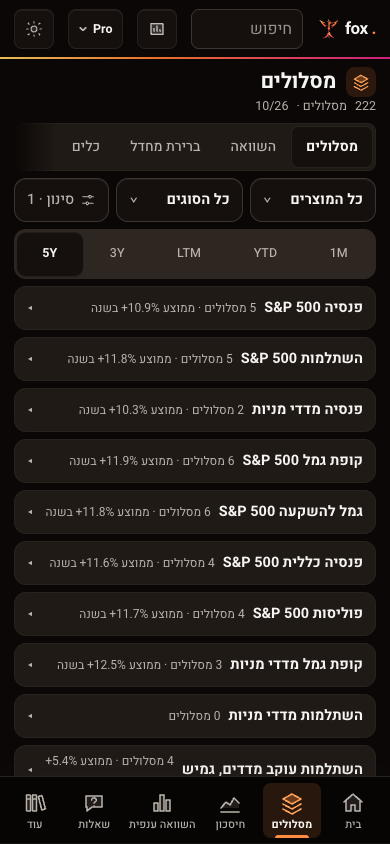 fox.
חיפוש
Pro
מסלולים
222 מסלולים · 10/26
מסלולים
השוואה
ברירת מחדל
כלים
כל המוצרים
כל הסוגים
סינון · 1
1M
YTD
LTM
3Y
5Y
פנסיה S&P 500 5 מסלולים · ממוצע 10.9%+ בשנה
השתלמות S&P 500 5 מסלולים · ממוצע 11.8%+ בשנה
פנסיה מדדי מניות 2 מסלולים · ממוצע 10.3%+ בשנה
קופת גמל S&P 500 6 מסלולים · ממוצע 11.9%+ בשנה
גמל להשקעה S&P 500 6 מסלולים · ממוצע 11.8%+ בשנה
פנסיה כללית S&P 500 4 מסלולים · ממוצע 11.6%+ בשנה
פוליסות S&P 500 4 מסלולים · ממוצע 11.7%+ בשנה
קופת גמל מדדי מניות 3 מסלולים · ממוצע 12.5%+ בשנה
השתלמות מדדי מניות 0 מסלולים
השתלמות עוקב מדדים, גמיש 4 מסלולים · ממוצע 5.4%+
בית
מסלולים
חיסכון
השוואה ענפית
שאלות
עוד